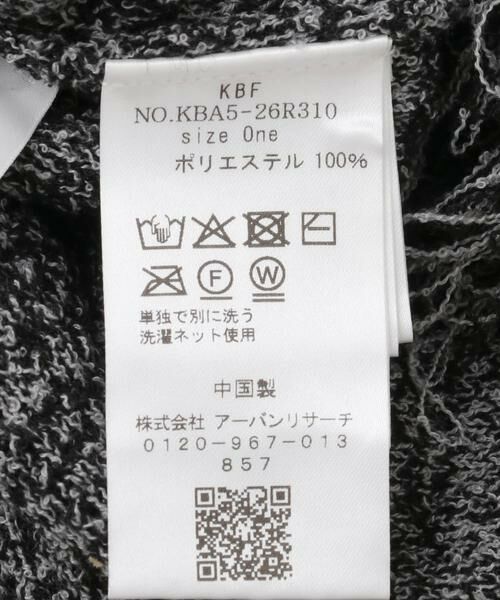 KBF
NO.KBA5-26R310
size One
ポリエステル 100%
F W
単独で別に洗う
洗濯ネット使用
中国製
株式会社 アーバンリサーチ
0120-967-013
857